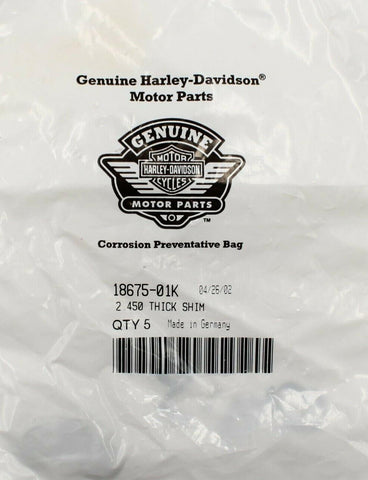 Genuine Harley-Davidson®
Motor Parts
GENUINE
MOTOR
HARLEY-DAVIDSON
CYCLES
MOTOR PARTS
™
Corrosion Preventative Bag
18675-01K 04/26/02
2 450 THICK SHIM
QTY 5 Made in Germany